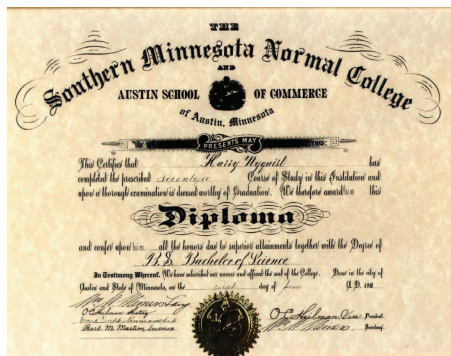 THE
Southern Minnesota Normal College
AND
AUSTIN SCHOOL OF COMMERCE
of Austin, Minnesota
PRESENTS MAY
This Certifies that Harry Nyquist has
completed the prescribed Scientific Course of Study in this Institution and
upon a thorough examination is deemed worthy of Graduation. We therefore award him this
Diploma
and confer upon him all the honors due to superior attainments together with the Degree of
B.S. Bachelor of Science
In Testimony Whereof, We have subscribed our names and affixed the seal of the College. Done in the city of
Austin and State of Minnesota, on the day of A.D. 191
O.C. Hulman
President.